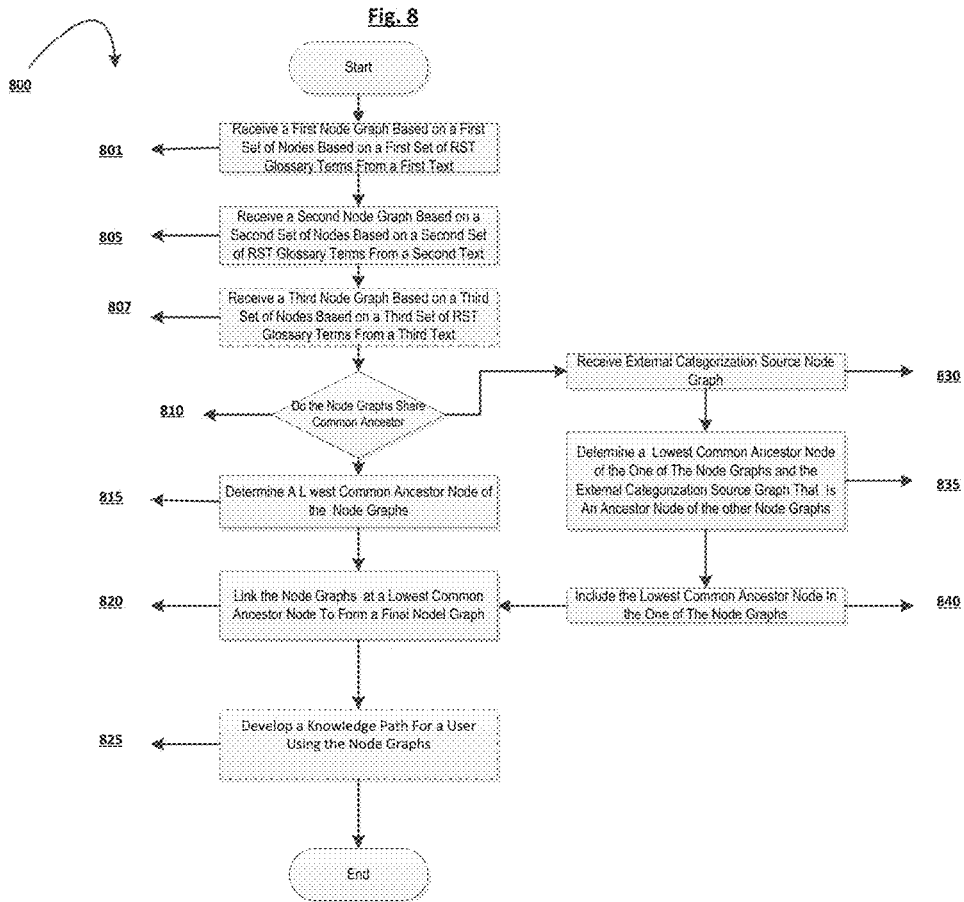 Fig. 8
800
Start
801
Receive a First Node Graph Based on a First
Set of Nodes Based on a First Set of RST
Glossary Terms From a First Text
805
Receive a Second Node Graph Based on a
Second Set of Nodes Based on a Second Set
of RST Glossary Terms From a Second Text
807
Receive a Third Node Graph Based on a Third
Set of Nodes Based on a Third Set of RST
Glossary Terms From a Third Text
810
Do the Node Graphs Share
Common Ancestor
Receive External Categorization Source Node
Graph
830
815
Determine A L west Common Ancestor Node of
the Node Graphs
Determine a Lowest Common Ancestor Node
of the One of The Node Graphs and the
External Categorization Source Graph That is
An Ancestor Node of the other Node Graphs
835
820
Link the Node Graphs at a Lowest Common
Ancestor Node To Form a Final Nodel Graph
Include the Lowest Common Ancestor Node In
the One of The Node Graphs
840
825
Develop a Knowledge Path For a User
Using the Node Graphs
End